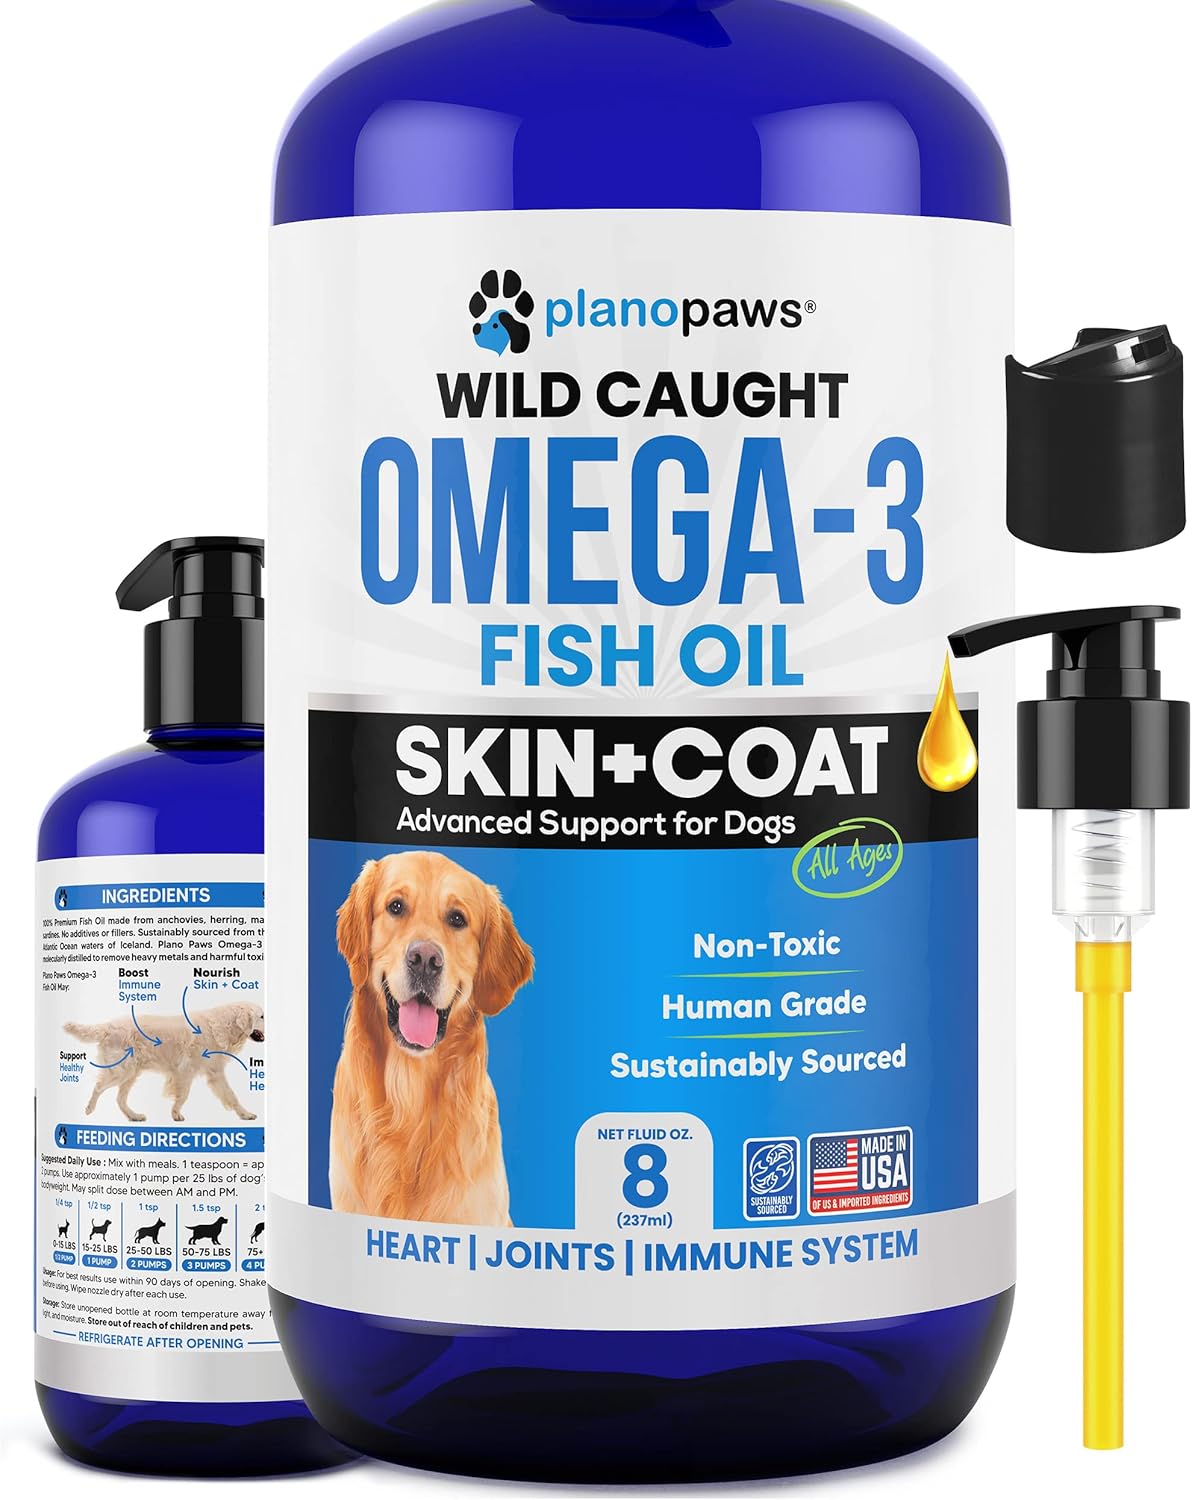 planopaws®
WILD CAUGHT
OMEGA-3
FISH OIL
SKIN+COAT
Advanced Support for Dogs
All Ages
Non-Toxic
Human Grade
Sustainably Sourced
NET FLUID OZ.
8
(237ml)
SUSTAINABLY
SOURCED
MADE IN
USA
OF US & IMPORTED INGREDIENTS
HEART | JOINTS | IMMUNE SYSTEM
INGREDIENTS
100% Premium Fish Oil made from anchovies, herring,
No additives or fillers. Sustainably sourced from
Atlantic Ocean waters of Iceland. Plano Paws Omega-3
molecularly distilled to remove heavy metals and harmful
Plano Paws Omega-3
Fish Oil May:
Boost
Immune
System
Nourish
Skin + Coat
Support
Healthy
Joints
FEEDING DIRECTIONS
Suggested Daily Use : Mix with meals. 1 teaspoon =
2 pumps. Use approximately 1 pump per 25 lbs of dog's
bodyweight. May split dose between AM and PM.
1/4 tsp 1/2 tsp 1 tsp 1.5 tsp 2
0-15 LBS 15-25 LBS 25-50 LBS 50-75 LBS 75+
1/2 PUMP 1 PUMP 2 PUMPS 3 PUMPS 4
Usage: For best results use within 90 days of opening. Shake
before using. Wipe nozzle dry after each use.
Storage: Store unopened bottle at room temperature away
light, and moisture. Store out of reach of children and pets.
REFRIGERATE AFTER OPENING